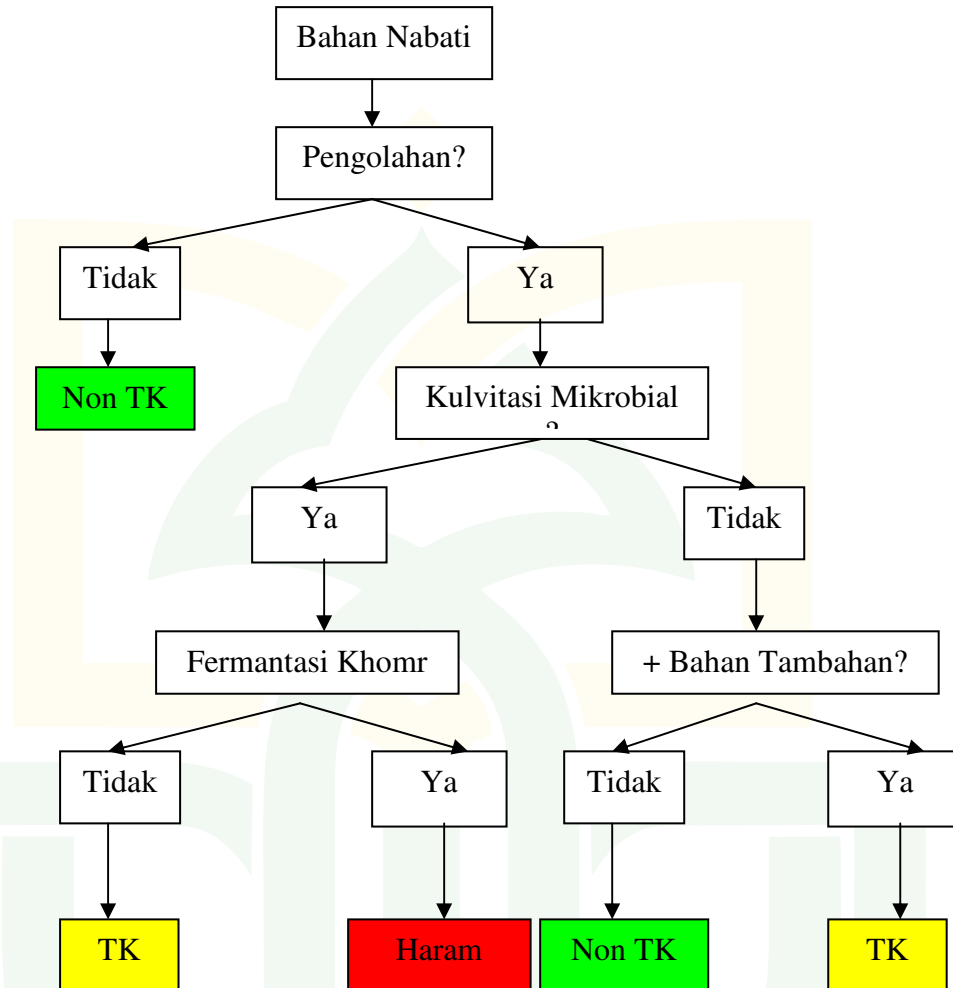 Bahan Nabati
Pengolahan?
Tidak
Ya
Non TK
Kulvitasi Mikrobial
?
Ya
Tidak
Fermantasi Khomr
+ Bahan Tambahan?
Tidak
Ya
Tidak
Ya
TK
Haram
Non TK
TK